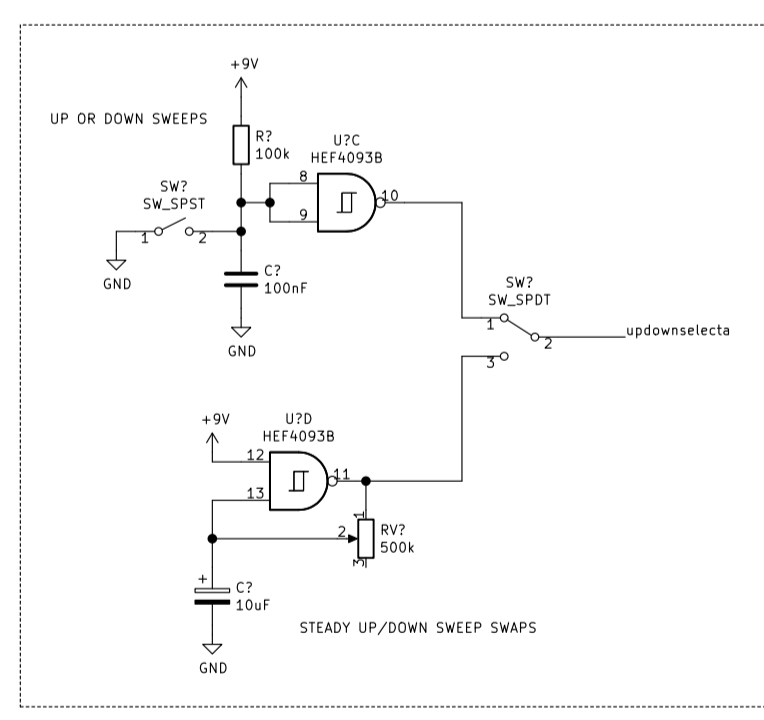 +9V
UP OR DOWN SWEEPS
R?
100k
U?C
HEF4093B
8
9
10
SW?
SW_SPST
1
2
GND
C?
100nF
GND
SW?
SW_SPDT
1
2
3
updownselecta
+9V
U?D
HEF4093B
12
13
11
1
2
3
RV?
500k
+
C?
10uF
STEADY UP/DOWN SWEEP SWAPS
GND